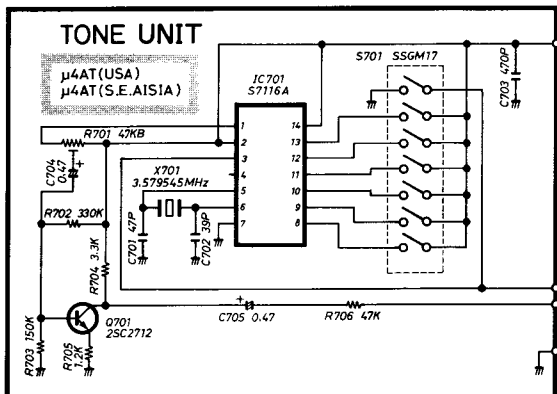 TONE UNIT
μ4AT(USA)
μ4AT(S.E,AISIA)
S701 SSGM17
IC701
S7116A
C703 470P
R701 47KB
C704
0.47
+
1
2
3
4
5
6
7
14
13
12
11
10
9
8
X701
3.579545MHz
C701 47P
C702 39P
R702 330K
R704 3.3K
Q701
2SC2712
R703 150K
R705
1.2K
+
C705 0.47
R706 47K